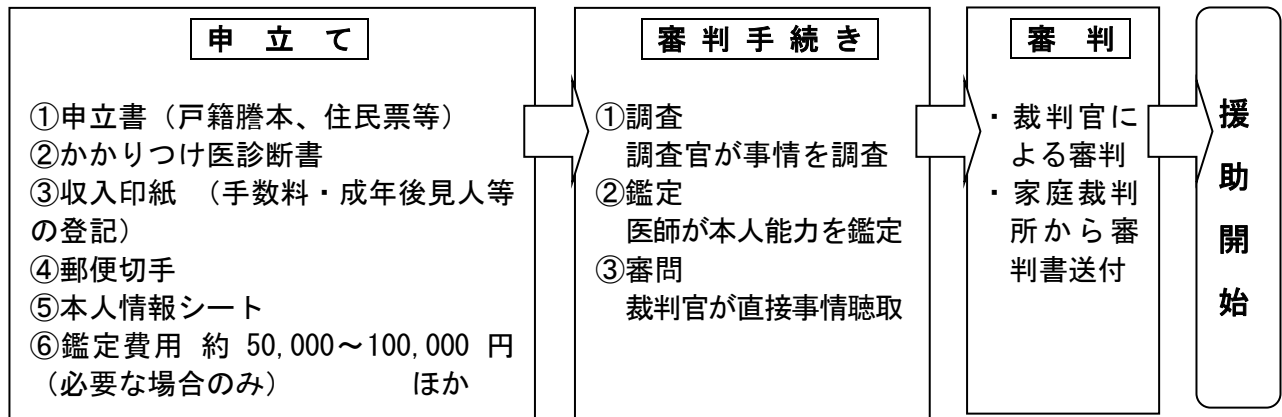 申立て
①申立書（戸籍謄本、住民票等）
②かかりつけ医診断書
③収入印紙　（手数料・成年後見人等
の登記）
④郵便切手
⑤本人情報シート
⑥鑑定費用 約 50,000～100,000 円
（必要な場合のみ）　ほか
審判手続き
①調査
調査官が事情を調査
②鑑定
医師が本人能力を鑑定
③審問
裁判官が直接事情聴取
審判
・裁判官に
よる審判
・家庭裁判
所から審
判書送付
援助開始